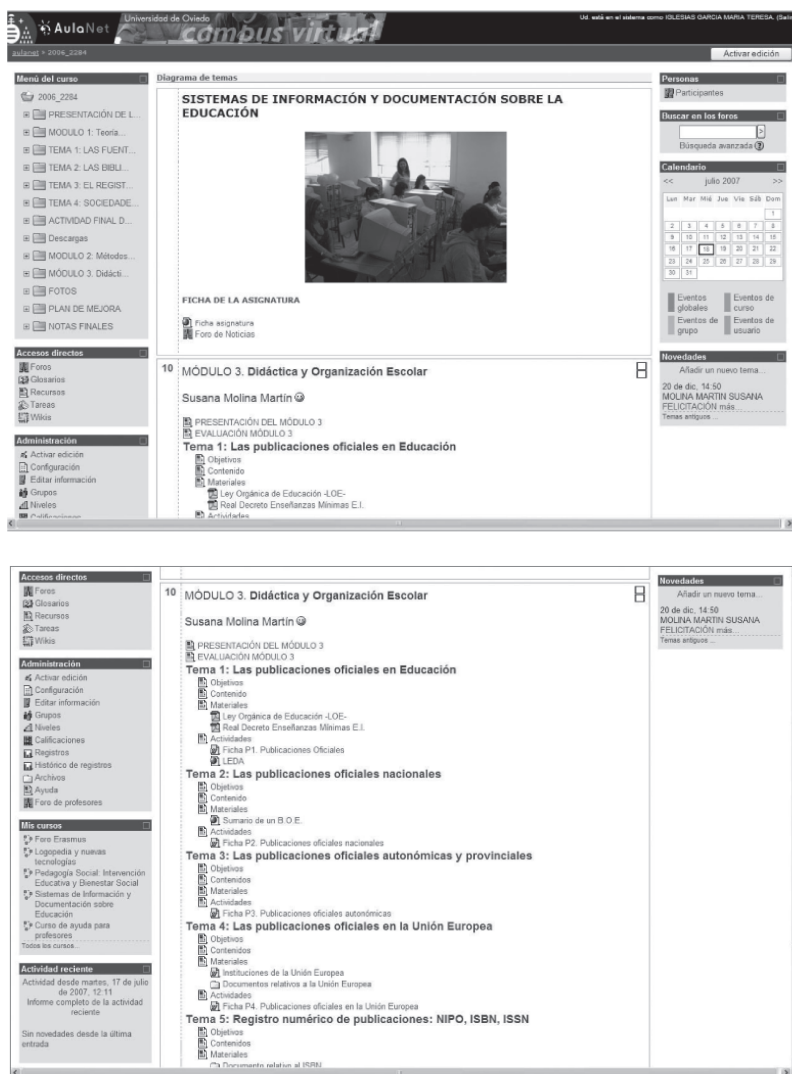 AulaNet
Universidad de Oviedo
campus virtual
Ud. está en el sistema como IGLESIAS GARCIA MARIA TERESA. (Sali
aulanet » 2006_2284
Activar edición
Menú del curso
2006_2284
PRESENTACIÓN DE L...
MODULO 1: Teoría...
TEMA 1: LAS FUENT...
TEMA 2: LAS BIBLI...
TEMA 3: EL REGIST...
TEMA 4: SOCIEDADE...
ACTIVIDAD FINAL D...
Descargas
MODULO 2: Métodos...
MÓDULO 3. Didácti...
FOTOS
PLAN DE MEJORA
NOTAS FINALES
Accesos directos
Foros
Glosarios
Recursos
Tareas
Wikis
Administración
Activar edición
Configuración
Editar información
Grupos
Niveles
Calificaciones
Diagrama de temas
SISTEMAS DE INFORMACIÓN Y DOCUMENTACIÓN SOBRE LA
EDUCACIÓN
FICHA DE LA ASIGNATURA
Ficha asignatura
Foro de Noticias
10 MÓDULO 3. Didáctica y Organización Escolar
Susana Molina Martín
PRESENTACIÓN DEL MÓDULO 3
EVALUACIÓN MÓDULO 3
Tema 1: Las publicaciones oficiales en Educación
Objetivos
Contenido
Materiales
Ley Orgánica de Educación -LOE-
Real Decreto Enseñanzas Mínimas E.I.
Actividades
Personas
Participantes
Buscar en los foros
>
Búsqueda avanzada ?
Calendario
<< julio 2007 >>
Lun Mar Mié Jue Vie Sáb Dom
1
2 3 4 5 6 7 8
9 10 11 12 13 14 15
16 17 18 19 20 21 22
23 24 25 26 27 28 29
30 31
Eventos globales
Eventos de curso
Eventos de grupo
Eventos de usuario
Novedades
Añadir un nuevo tema...
20 de dic, 14:50
MOLINA MARTIN SUSANA
FELICITACIÓN más...
Temas antiguos ...
Accesos directos
Foros
Glosarios
Recursos
Tareas
Wikis
Administración
Activar edición
Configuración
Editar información
Grupos
Niveles
Calificaciones
Registros
Histórico de registros
Archivos
Ayuda
Foro de profesores
Mis cursos
Foro Erasmus
Logopedia y nuevas
tecnologías
Pedagogía Social: Intervención
Educativa y Bienestar Social
Sistemas de Información y
Documentación sobre
Educación
Curso de ayuda para
profesores
Todos los cursos...
Actividad reciente
Actividad desde martes, 17 de julio
de 2007, 12:11
Informe completo de la actividad
reciente
Sin novedades desde la última
entrada
10 MÓDULO 3. Didáctica y Organización Escolar
Susana Molina Martín
PRESENTACIÓN DEL MÓDULO 3
EVALUACIÓN MÓDULO 3
Tema 1: Las publicaciones oficiales en Educación
Objetivos
Contenido
Materiales
Ley Orgánica de Educación -LOE-
Real Decreto Enseñanzas Mínimas E.I.
Actividades
Ficha P1. Publicaciones Oficiales
LEDA
Tema 2: Las publicaciones oficiales nacionales
Objetivos
Contenido
Materiales
Sumario de un B.O.E.
Actividades
Ficha P2. Publicaciones oficiales nacionales
Tema 3: Las publicaciones oficiales autonómicas y provinciales
Objetivos
Contenidos
Materiales
Actividades
Ficha P3. Publicaciones oficiales autonómicas
Tema 4: Las publicaciones oficiales en la Unión Europea
Objetivos
Contenidos
Materiales
Instituciones de la Unión Europea
Documentos relativos a la Unión Europea
Actividades
Ficha P4. Publicaciones oficiales en la Unión Europea
Tema 5: Registro numérico de publicaciones: NIPO, ISBN, ISSN
Objetivos
Contenidos
Materiales
Documento relativo al ISBN
Novedades
Añadir un nuevo tema...
20 de dic, 14:50
MOLINA MARTIN SUSANA
FELICITACIÓN más...
Temas antiguos ...